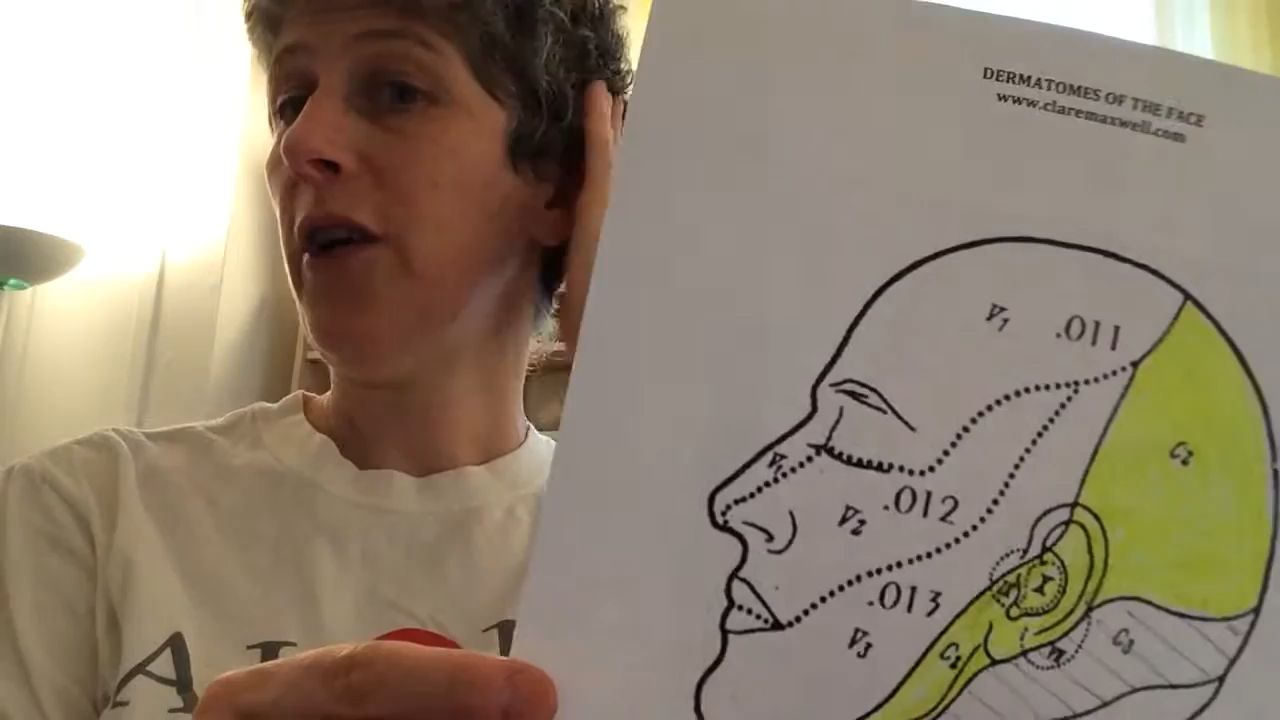 DERMATOMES OF THE FACE
www.claremaxwell.com
V1 .011
V1
C2
V2 .012
.013
V3
C2
C3